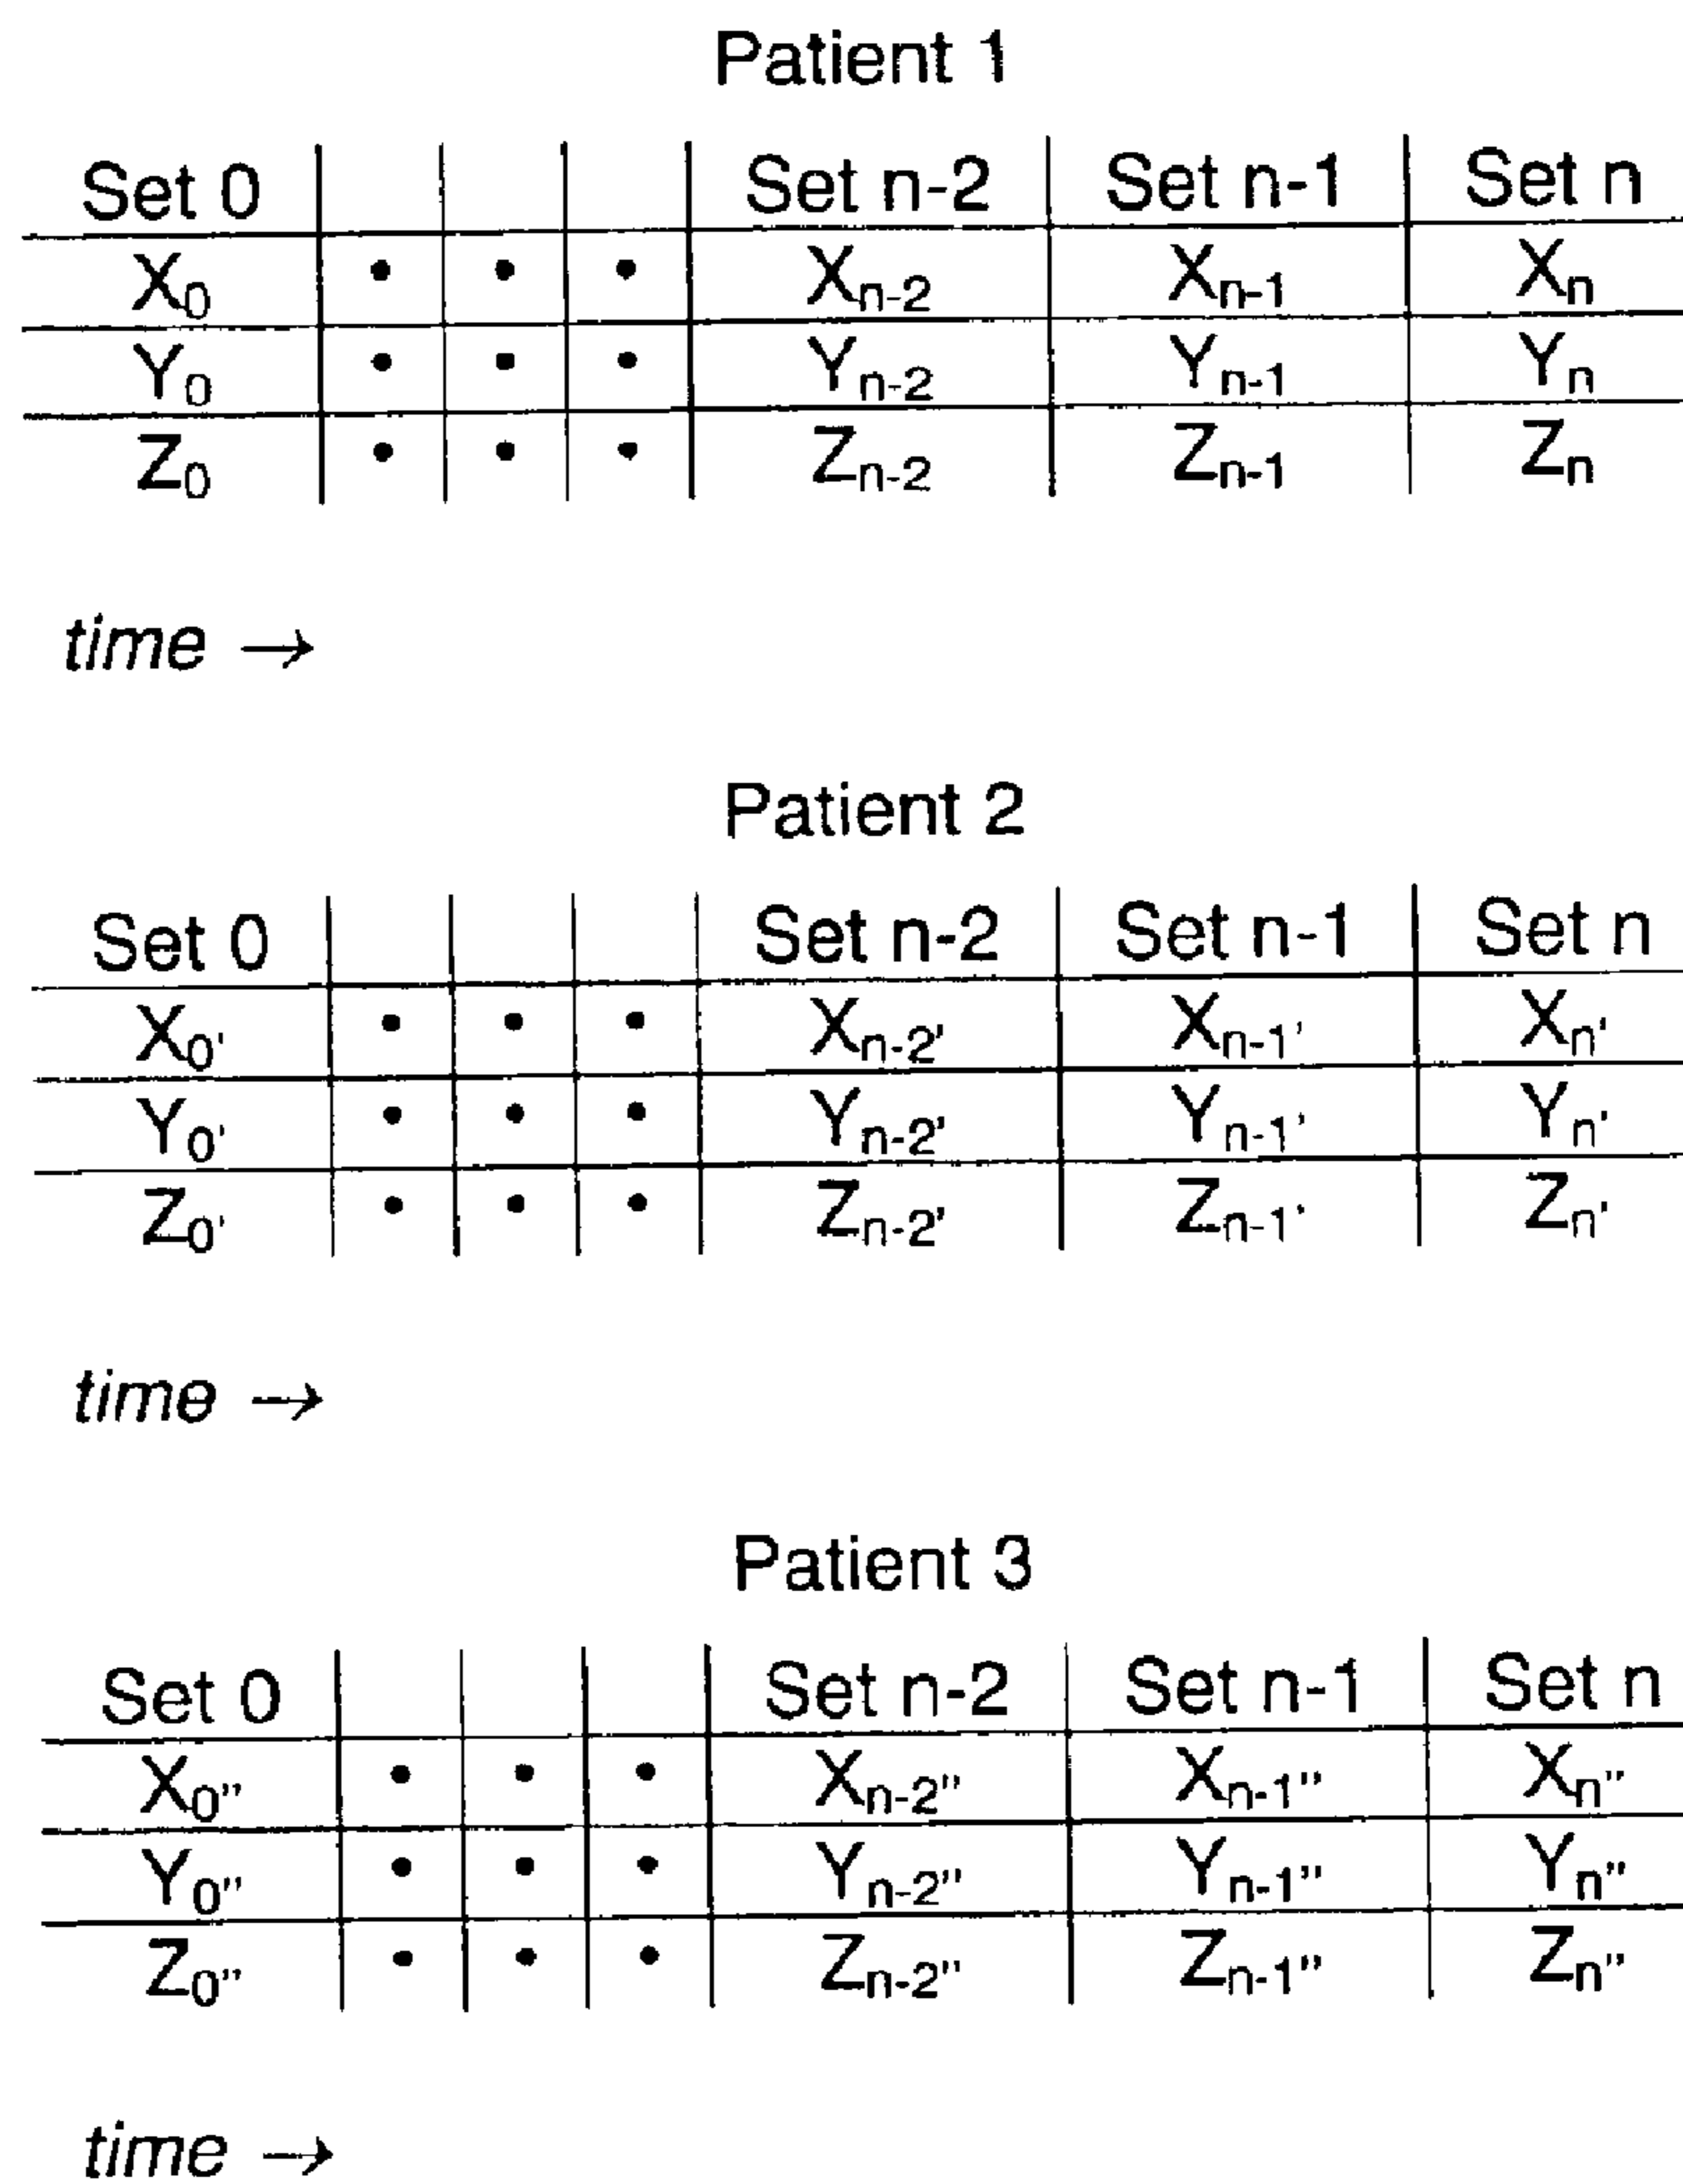 Patient 1
Set 0 Set n-2 Set n-1 Set n
X0 • • • Xn-2 Xn-1 Xn
Y0 • • • Yn-2 Yn-1 Yn
Z0 • • • Zn-2 Zn-1 Zn
time →
Patient 2
Set 0 Set n-2 Set n-1 Set n
X0' • • • Xn-2' Xn-1' Xn'
Y0' • • • Yn-2' Yn-1' Yn'
Z0' • • • Zn-2' Zn-1' Zn'
time →
Patient 3
Set 0 Set n-2 Set n-1 Set n
X0" • • • Xn-2" Xn-1" Xn"
Y0" • • • Yn-2" Yn-1" Yn"
Z0" • • • Zn-2" Zn-1" Zn"
time →